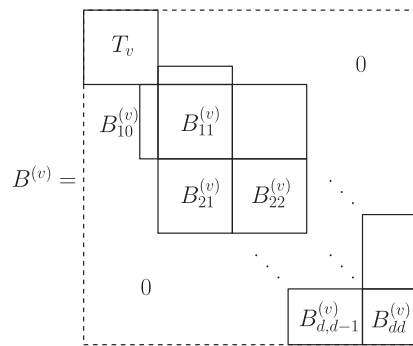 T_v
0
B_{10}^{(v)} B_{11}^{(v)}
B^{(v)} =
B_{21}^{(v)} B_{22}^{(v)}
0
B_{d,d-1}^{(v)} B_{dd}^{(v)}